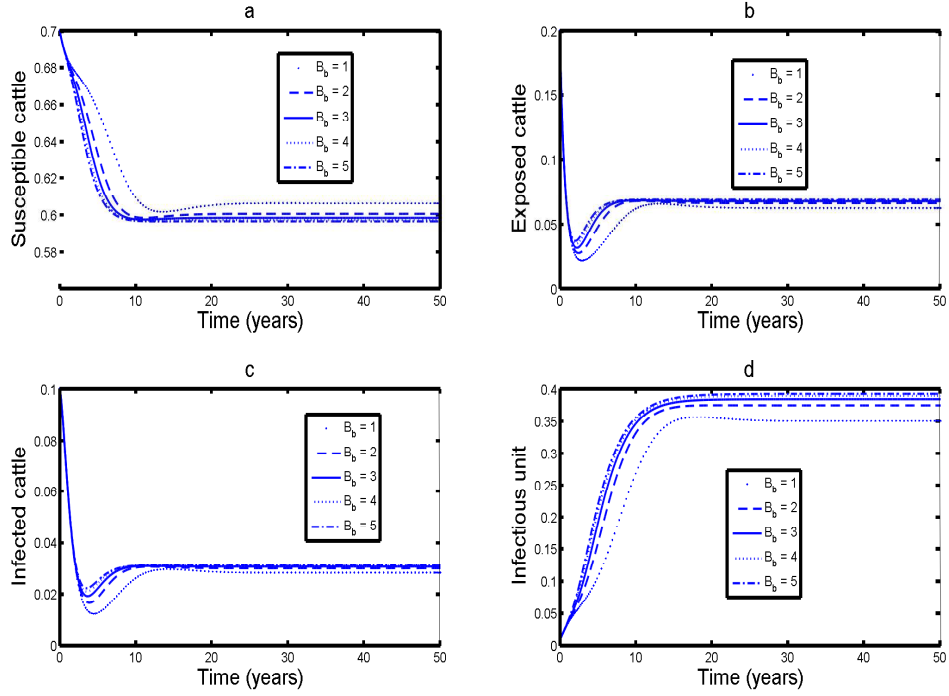 a
Susceptible cattle
0.7
0.68
0.66
0.64
0.62
0.6
0.58
0 10 20 30 40 50
Time (years)
B_b = 1
B_b = 2
B_b = 3
B_b = 4
B_b = 5
b
Exposed cattle
0.2
0.15
0.1
0.05
0
0 10 20 30 40 50
Time (years)
B_b = 1
B_b = 2
B_b − 3
B_b = 4
B_b = 5
c
Infected cattle
0.1
0.08
0.06
0.04
0.02
0
0 10 20 30 40 50
Time (years)
B_b = 1
B_b = 2
B_b = 3
B_b = 4
B_b = 5
d
Infectious unit
0.4
0.35
0.3
0.25
0.2
0.15
0.1
0.05
0
0 10 20 30 40 50
Time (years)
B_b = 1
B_b = 2
B_b = 3
B_b = 4
B_b = 5